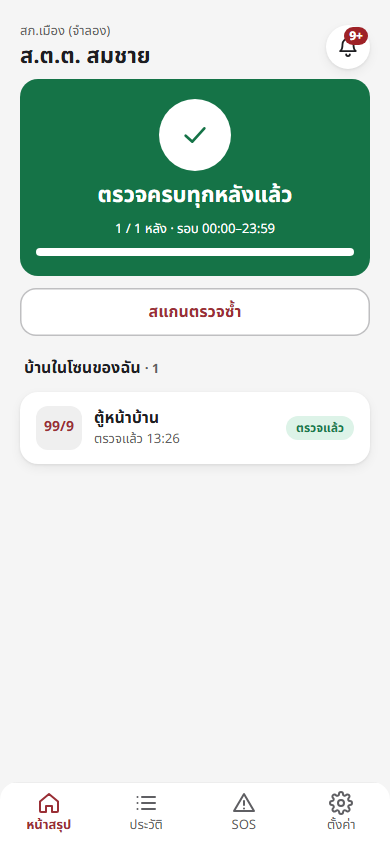 สภ.เมือง (จำลอง)
ส.ต.ต. สมชาย
9+
ตรวจครบทุกหลังแล้ว
1 / 1 หลัง · รอบ 00:00–23:59
สแกนตรวจซ้ำ
บ้านในโซนของฉัน · 1
99/9
ตู้หน้าบ้าน
ตรวจแล้ว 13:26
ตรวจแล้ว
หน้าสรุป
ประวัติ
SOS
ตั้งค่า